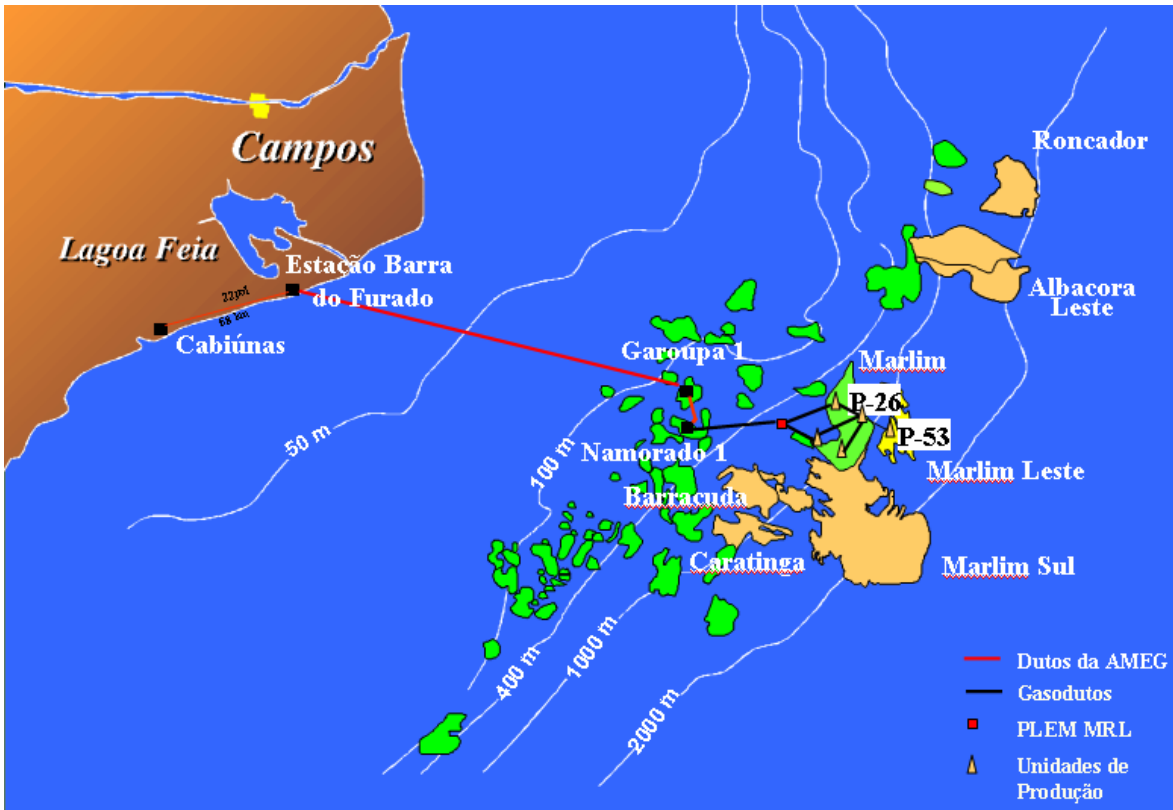 Campos
Roncador
Lagoa Feia
Estação Barra
do Furado
22pol
68 km
Cabiúnas
Albacora
Leste
Garoupa 1
Marlim
P-26
P-53
50 m
100 m
Namorado 1
Marlim Leste
Barracuda
Caratinga
Marlim Sul
400 m
1000 m
2000 m
Dutos da AMEG
Gasodutos
PLEM MRL
Unidades de
Produção